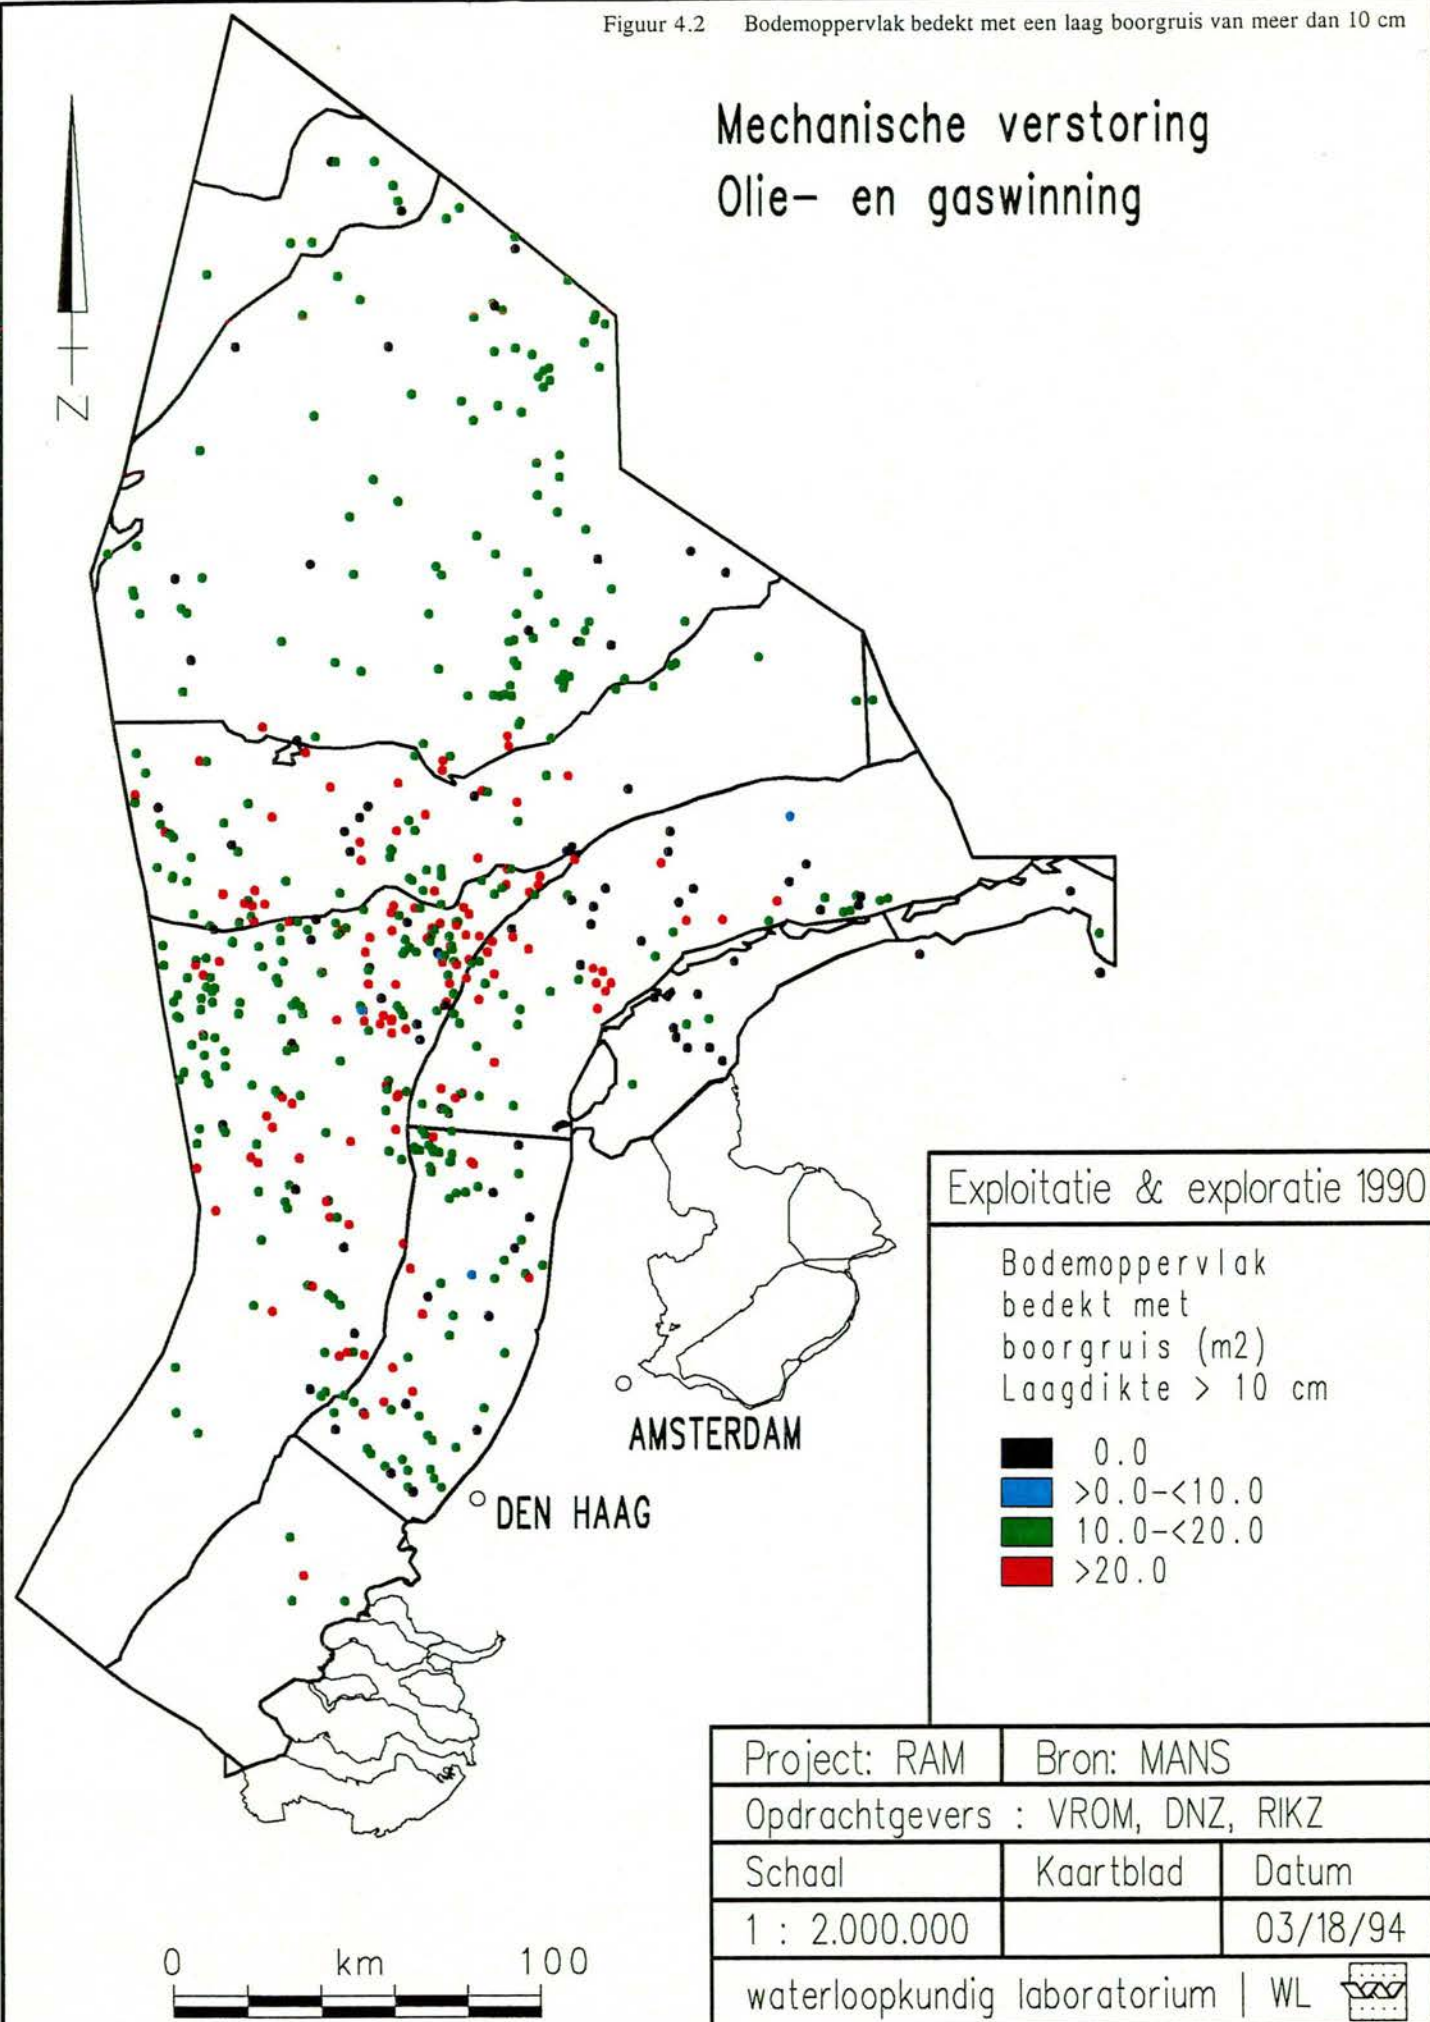 Figuur 4.2 Bodemoppervlak bedekt met een laag boorgruis van meer dan 10 cm
Mechanische verstoring
Olie- en gaswinning
N
AMSTERDAM
DEN HAAG
Exploitatie & exploratie 1990
Bodemoppervlak
bedekt met
boorgruis (m2)
Laagdikte > 10 cm
0.0
>0.0-<10.0
10.0-<20.0
>20.0
0 km 100
Project: RAM Bron: MANS
Opdrachtgevers : VROM, DNZ, RIKZ
Schaal Kaartblad Datum
1 : 2.000.000 03/18/94
waterloopkundig laboratorium | WL